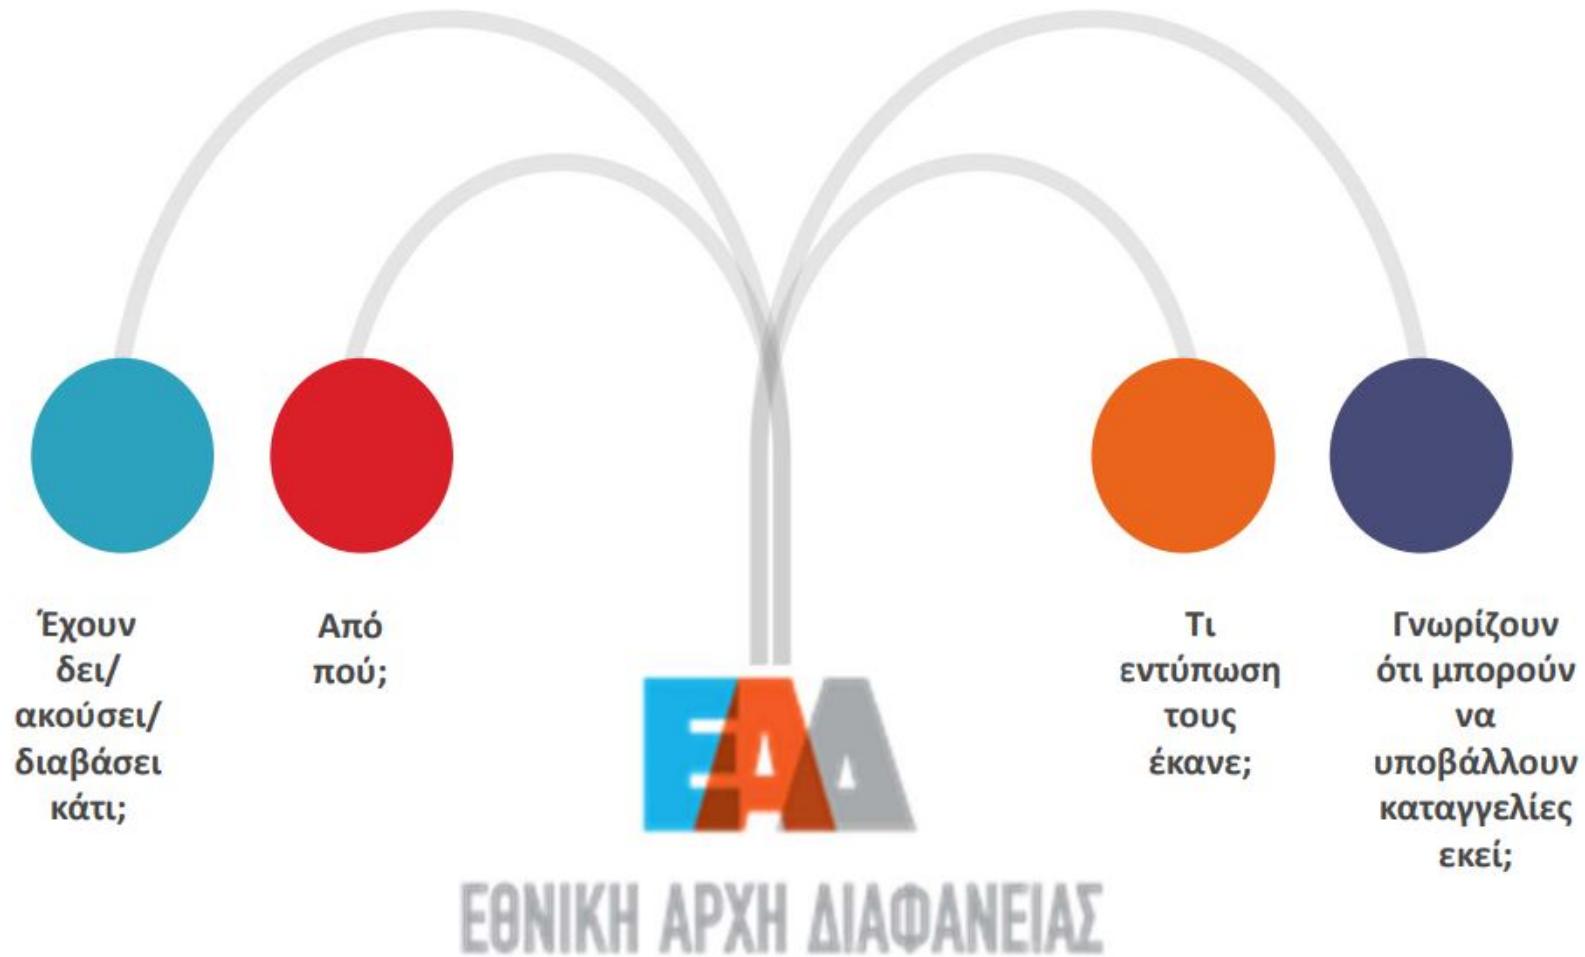 Έχουν
δει/
ακούσει/
διαβάσει
κάτι;
Από
πού;
Τι
εντύπωση
τους
έκανε;
Γνωρίζουν
ότι μπορούν
να
υποβάλλουν
καταγγελίες
εκεί;
ΕΑΔ
ΕΘΝΙΚΗ ΑΡΧΗ ΔΙΑΦΑΝΕΙΑΣ